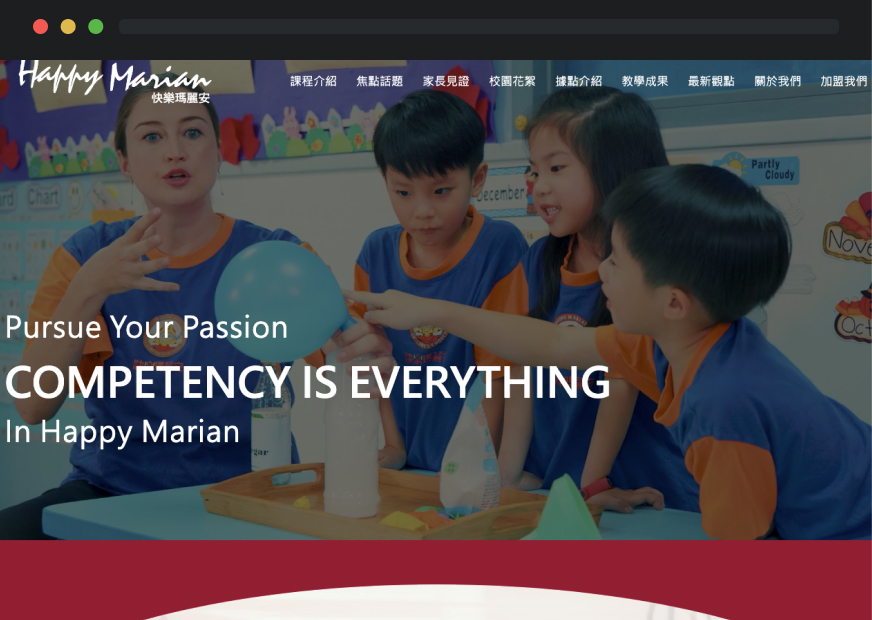 Happy Marian
快樂瑪麗安
課程介紹 焦點話題 家長見證 校園花絮 據點介紹 教學成果 最新觀點 關於我們 加盟我們
Partly
Cloudy
Chart
December
Nove
Oct
Pursue Your Passion
COMPETENCY IS EVERYTHING
In Happy Marian